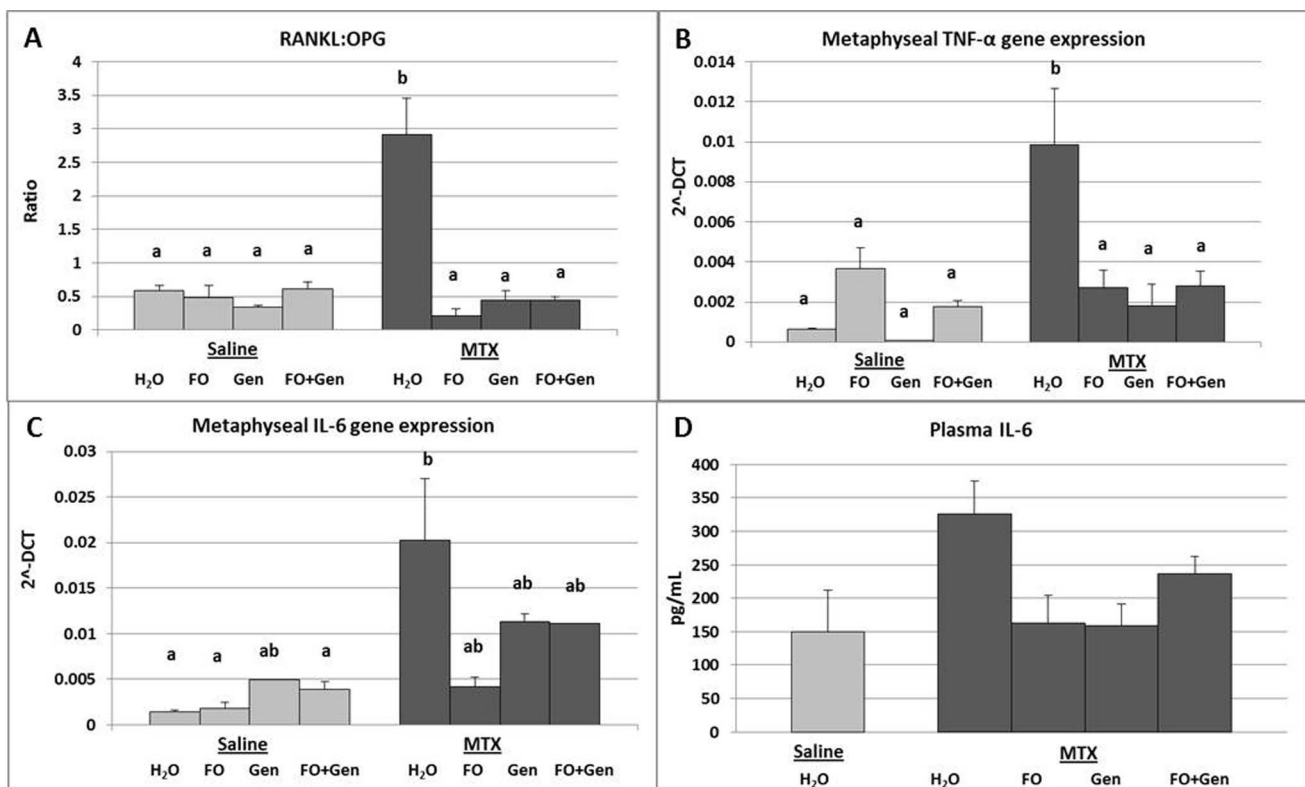 A
RANKL:OPG
Ratio
4
3.5
3
2.5
2
1.5
1
0.5
0
a a a a b a a a
Saline MTX
H₂O FO Gen FO+Gen H₂O FO Gen FO+Gen
B
Metaphyseal TNF-α gene expression
2^-DCT
0.014
0.012
0.01
0.008
0.006
0.004
0.002
0
a a a a b a a a
Saline MTX
H₂O FO Gen FO+Gen H₂O FO Gen FO+Gen
C
Metaphyseal IL-6 gene expression
2^-DCT
0.03
0.025
0.02
0.015
0.01
0.005
0
a a ab a b ab ab ab
Saline MTX
H₂O FO Gen FO+Gen H₂O FO Gen FO+Gen
D
Plasma IL-6
pg/mL
400
350
300
250
200
150
100
50
0
Saline MTX
H₂O H₂O FO Gen FO+Gen